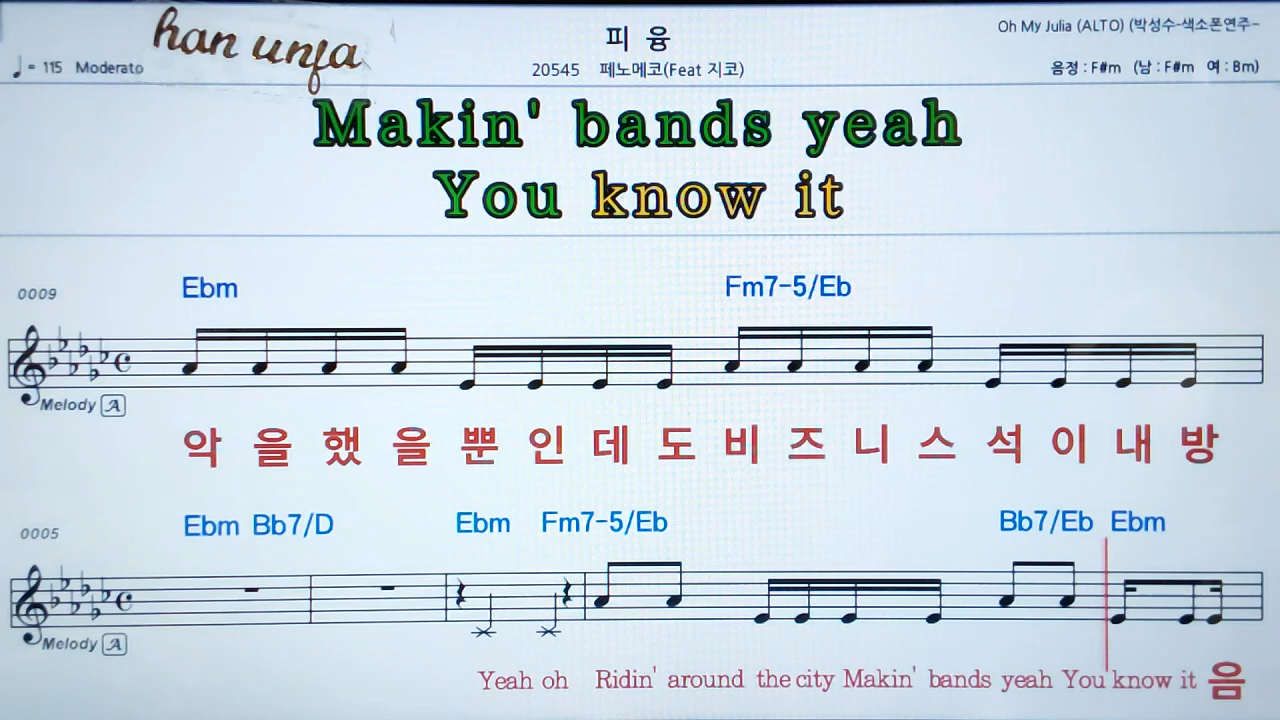 han unja
Oh My Julia (ALTO) (박성수-색소폰연주-
피 융
♩= 115 Moderato
20545 페노메코(Feat 지코)
음정 : F#m (남 : F#m 여 : Bm)
Makin' bands yeah
You know it
0009
Ebm Fm7-5/Eb
Melody A
악 을 했 을 뿐 인 데 도 비 즈 니 스 석 이 내 방
0005
Ebm Bb7/D Ebm Fm7-5/Eb Bb7/Eb Ebm
Melody A
Yeah oh Ridin' around the city Makin' bands yeah You know it 음